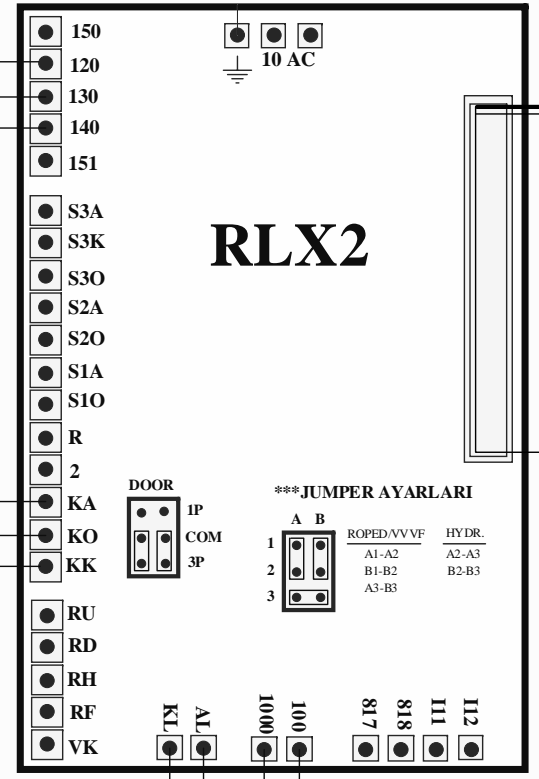 150
120
130
140
151
10 AC
S3A
S3K
S3O
S2A
S2O
S1A
S1O
R
2
KA
KO
KK
RU
RD
RH
RF
VK
RLX2
DOOR
1P
COM
3P
***JUMPER AYARLARI
A B
1
2
3
ROPED/VVVF HYDR.
A1-A2 A2-A3
B1-B2 B2-B3
A3-B3
KL AL 1000 100 817 818 I11 I12